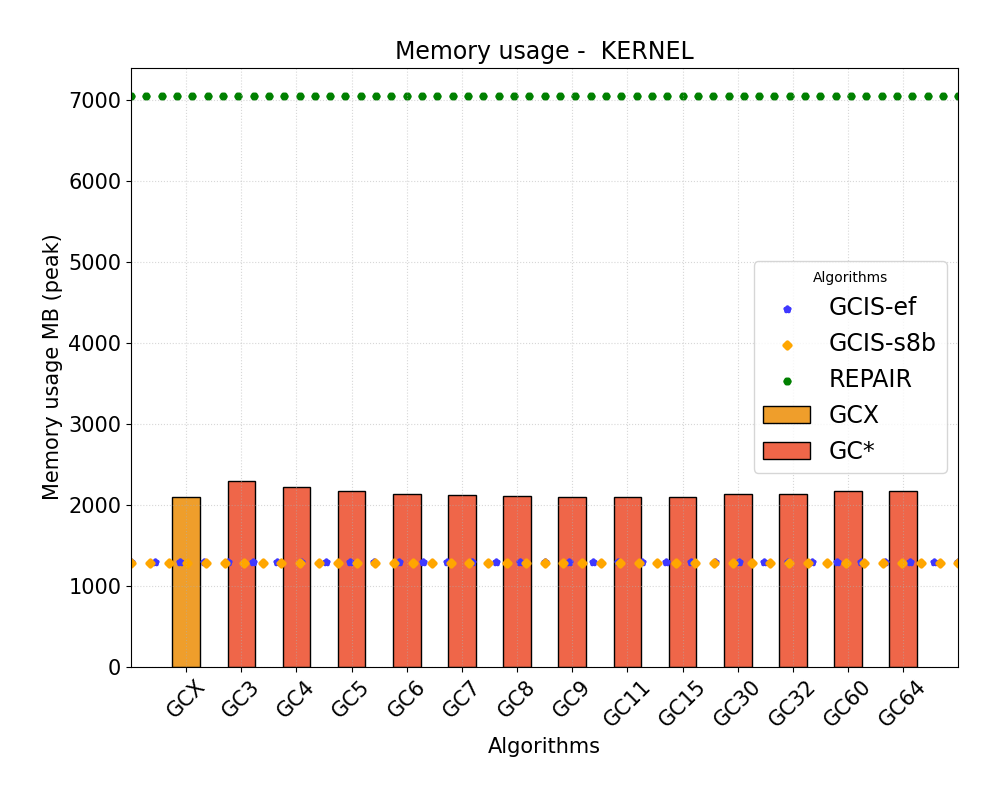 Memory usage -  KERNEL
Memory usage MB (peak)
7000
6000
5000
4000
3000
2000
1000
0
Algorithms
GCIS-ef
GCIS-s8b
REPAIR
GCX
GC*
GCX
GC3
GC4
GC5
GC6
GC7
GC8
GC9
GC11
GC15
GC30
GC32
GC60
GC64
Algorithms